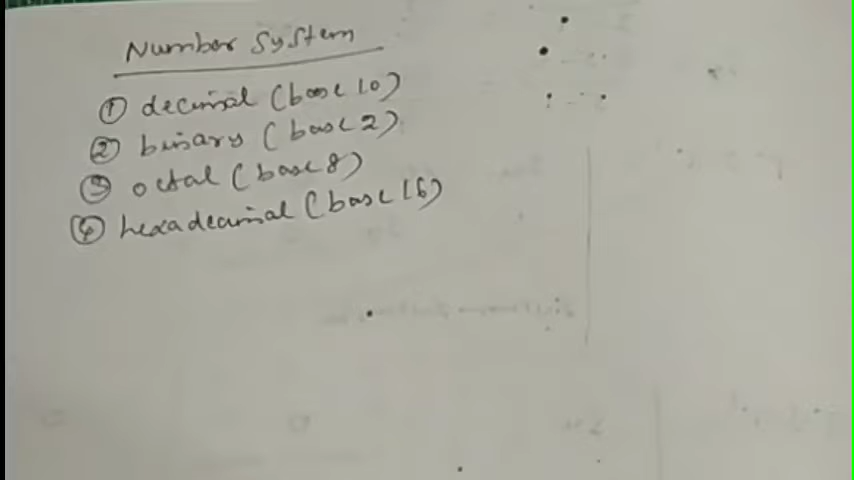 Number System
① decimal (base 10)
② binary (base 2)
③ octal (base 8)
④ hexadecimal (base 16)